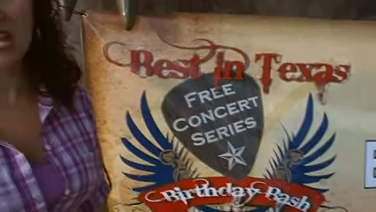 Best in Texas
Free
Concert
Series
Birthday Bash